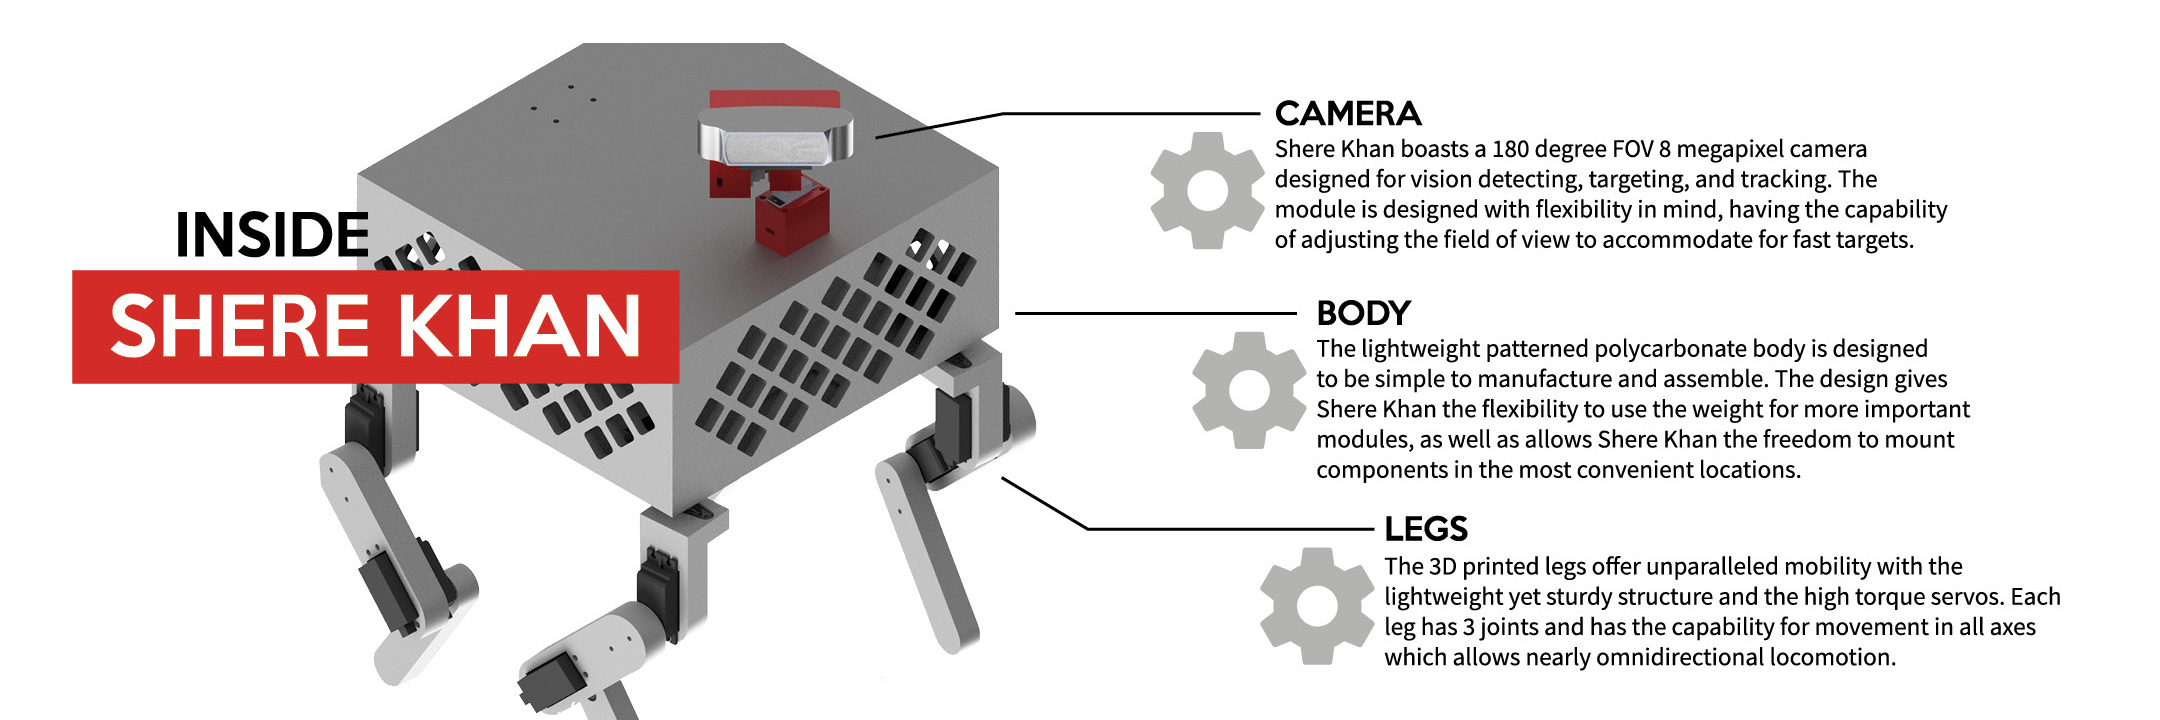 INSIDE
SHERE KHAN
CAMERA
Shere Khan boasts a 180 degree FOV 8 megapixel camera
designed for vision detecting, targeting, and tracking. The
module is designed with flexibility in mind, having the capability
of adjusting the field of view to accommodate for fast targets.
BODY
The lightweight patterned polycarbonate body is designed
to be simple to manufacture and assemble. The design gives
Shere Khan the flexibility to use the weight for more important
modules, as well as allows Shere Khan the freedom to mount
components in the most convenient locations.
LEGS
The 3D printed legs offer unparalleled mobility with the
lightweight yet sturdy structure and the high torque servos. Each
leg has 3 joints and has the capability for movement in all axes
which allows nearly omnidirectional locomotion.